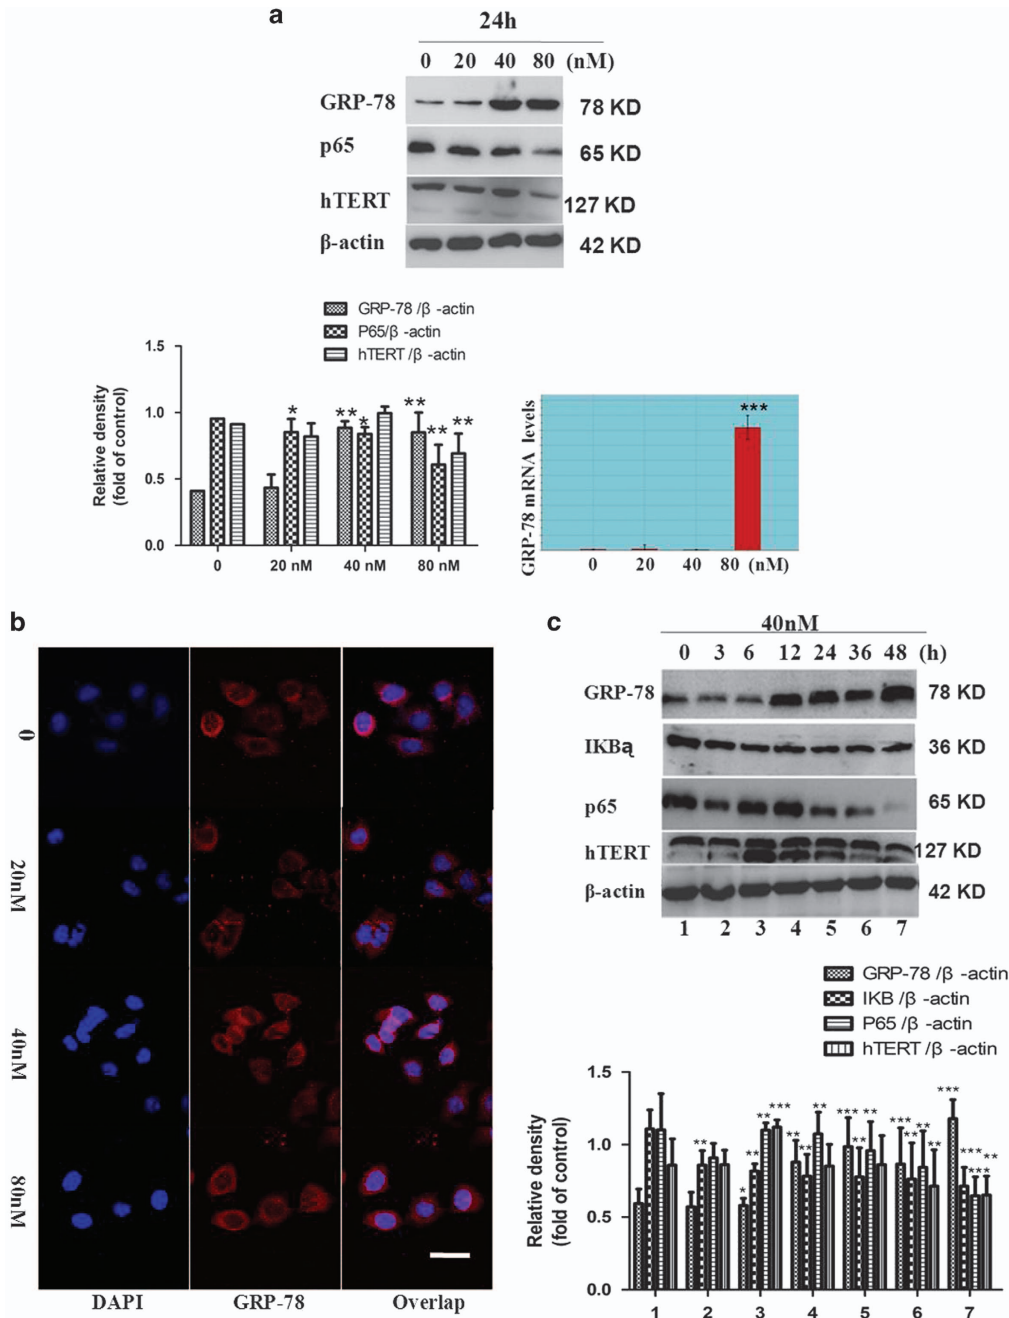 a
24h
0 20 40 80 (nM)
GRP-78 78 KD
p65 65 KD
hTERT 127 KD
β-actin 42 KD
GRP-78 /β -actin
P65/β -actin
hTERT /β -actin
Relative density
(fold of control)
1.5
1.0
0.5
0.0
* ** * ** ** **
0 20 nM 40 nM 80 nM
GRP-78 mRNA levels
***
0 20 40 80 (nM)
b
0
20nM
40nM
80nM
DAPI GRP-78 Overlap
c
40nM
0 3 6 12 24 36 48 (h)
GRP-78 78 KD
IKBą 36 KD
p65 65 KD
hTERT 127 KD
β-actin 42 KD
1 2 3 4 5 6 7
GRP-78 /β -actin
IKB /β -actin
P65 /β -actin
hTERT /β -actin
Relative density
(fold of control)
1.5
1.0
0.5
0.0
** * ** ** *** ** ** ** *** ** ** *** ** ** ** *** *** *** **
1 2 3 4 5 6 7